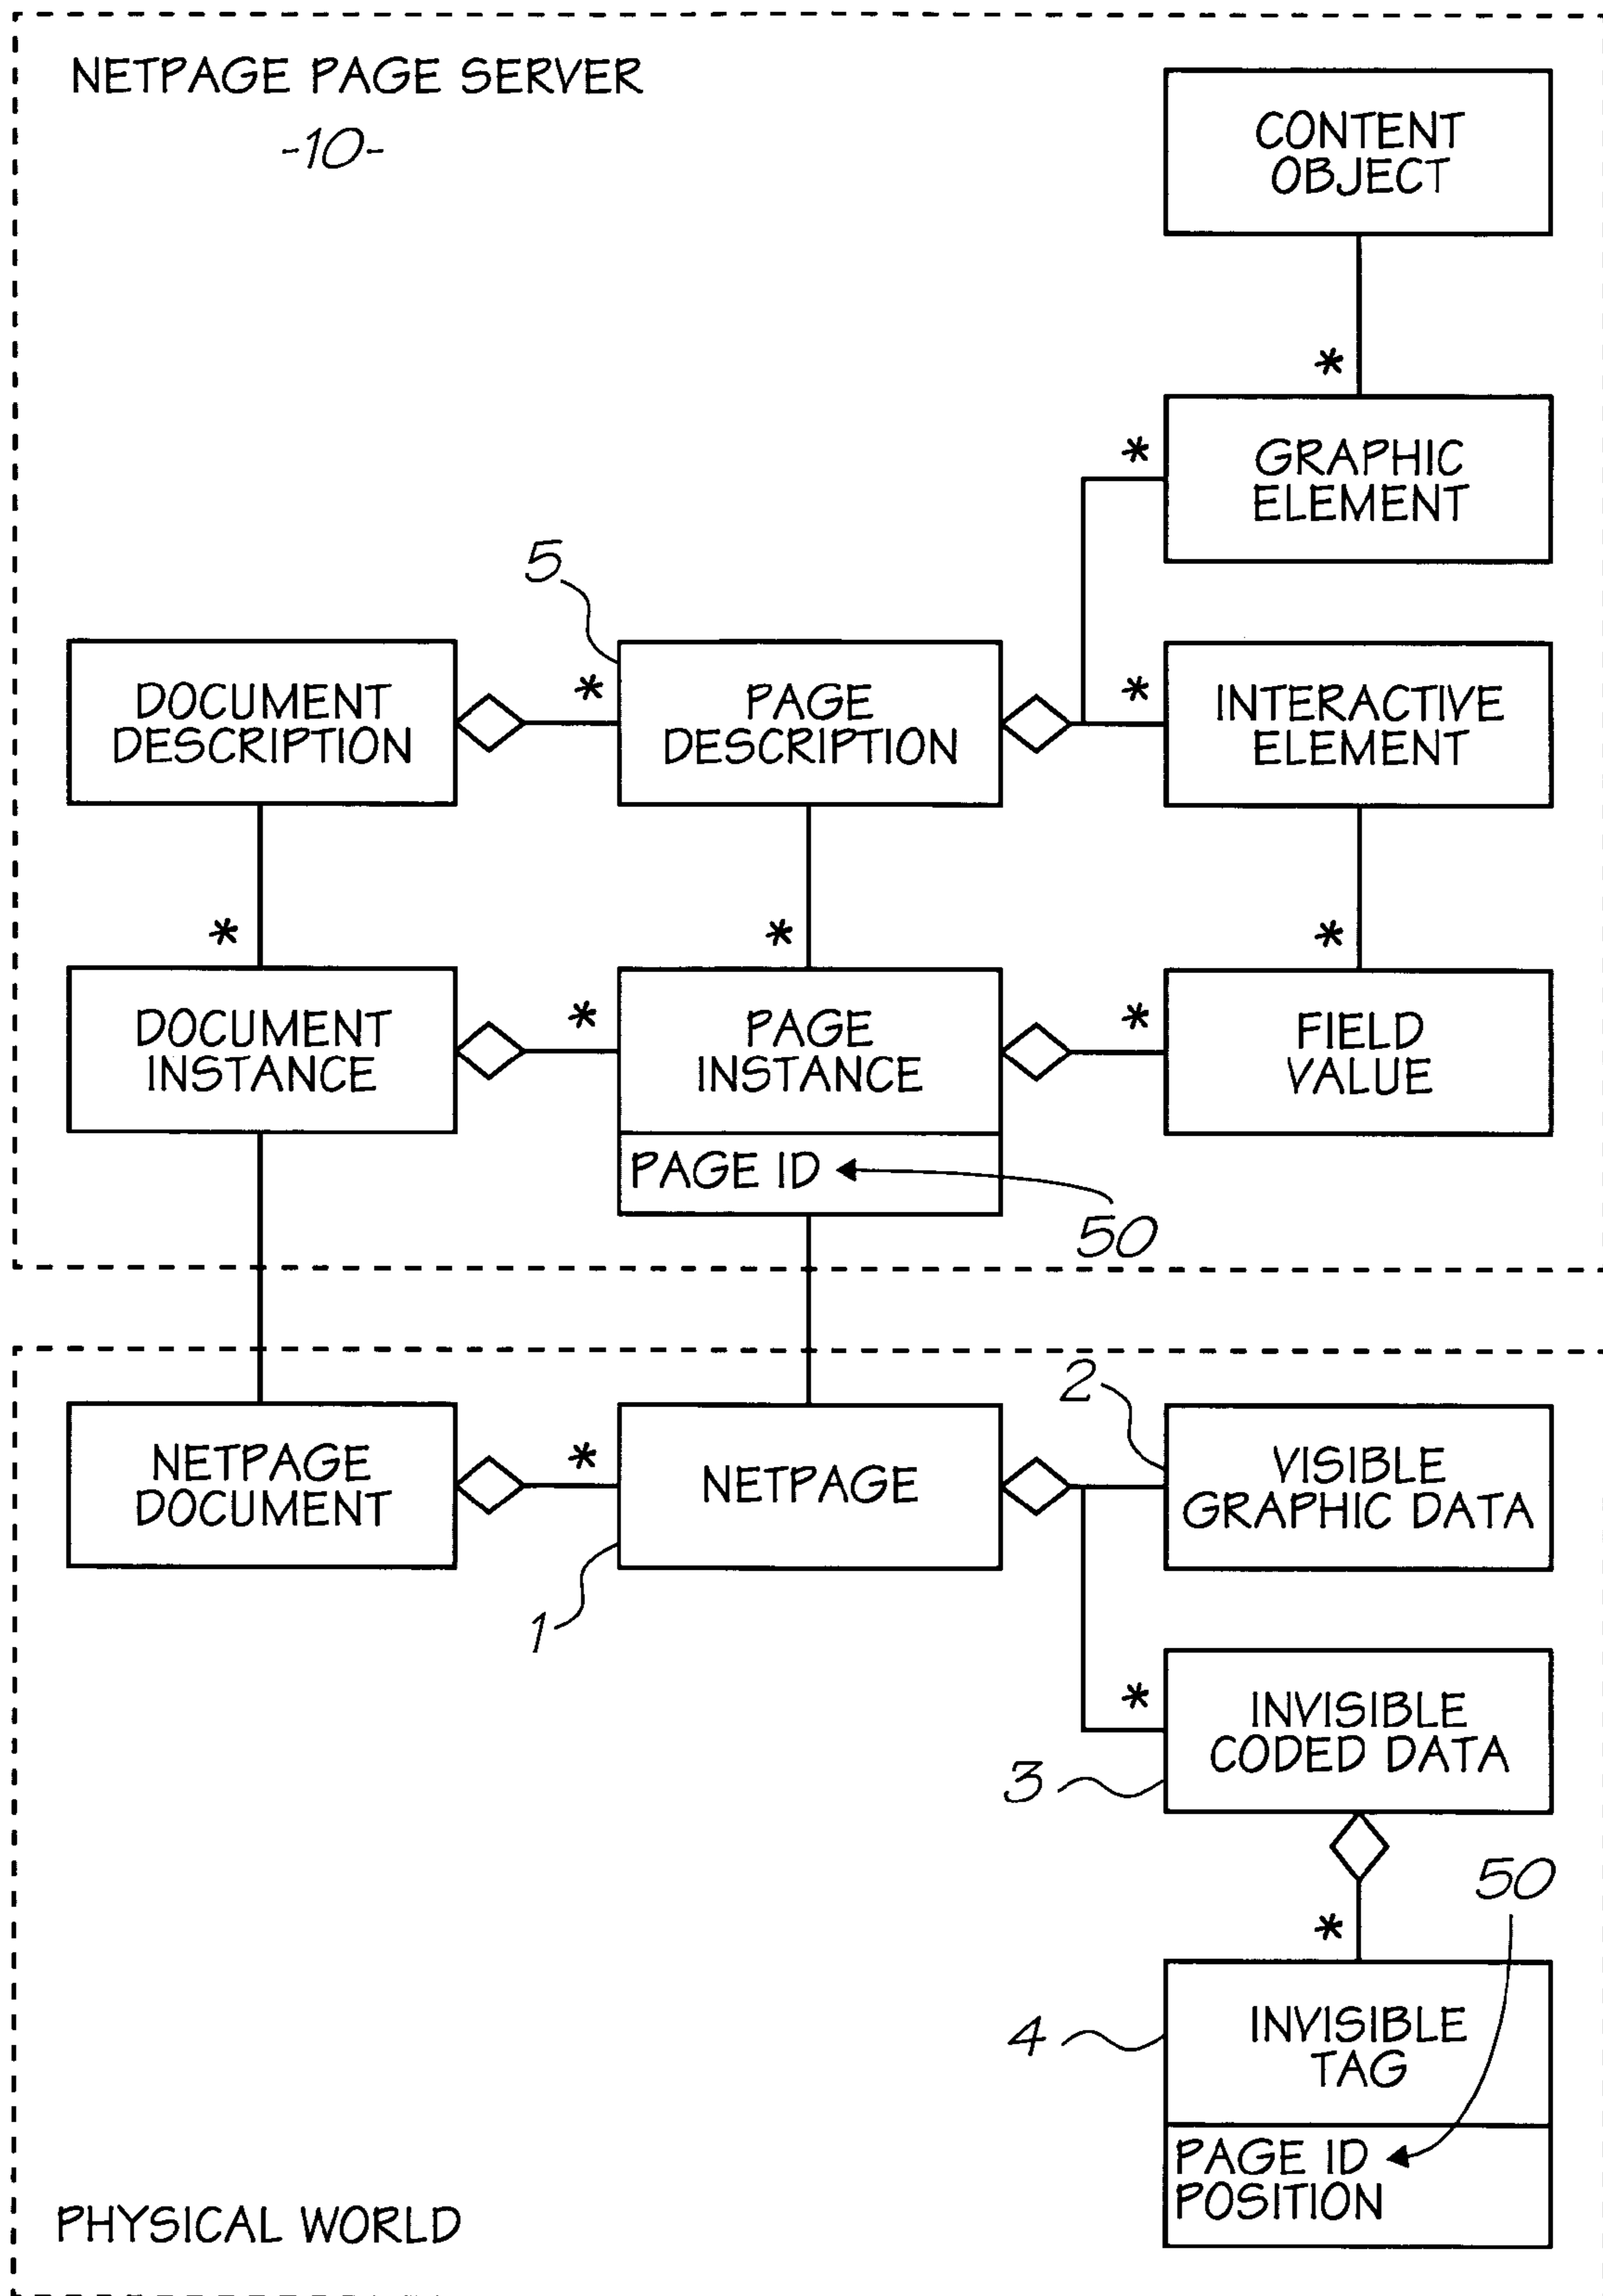 NETPAGE PAGE SERVER
-10-
CONTENT
OBJECT
*
*
GRAPHIC
ELEMENT
5
DOCUMENT
DESCRIPTION
*
PAGE
DESCRIPTION
*
INTERACTIVE
ELEMENT
*
*
*
DOCUMENT
INSTANCE
*
PAGE
INSTANCE
PAGE ID
50
*
FIELD
VALUE
NETPAGE
DOCUMENT
*
NETPAGE
1
2
VISIBLE
GRAPHIC DATA
*
INVISIBLE
CODED DATA
3
*
50
4
INVISIBLE
TAG
PAGE ID
POSITION
PHYSICAL WORLD